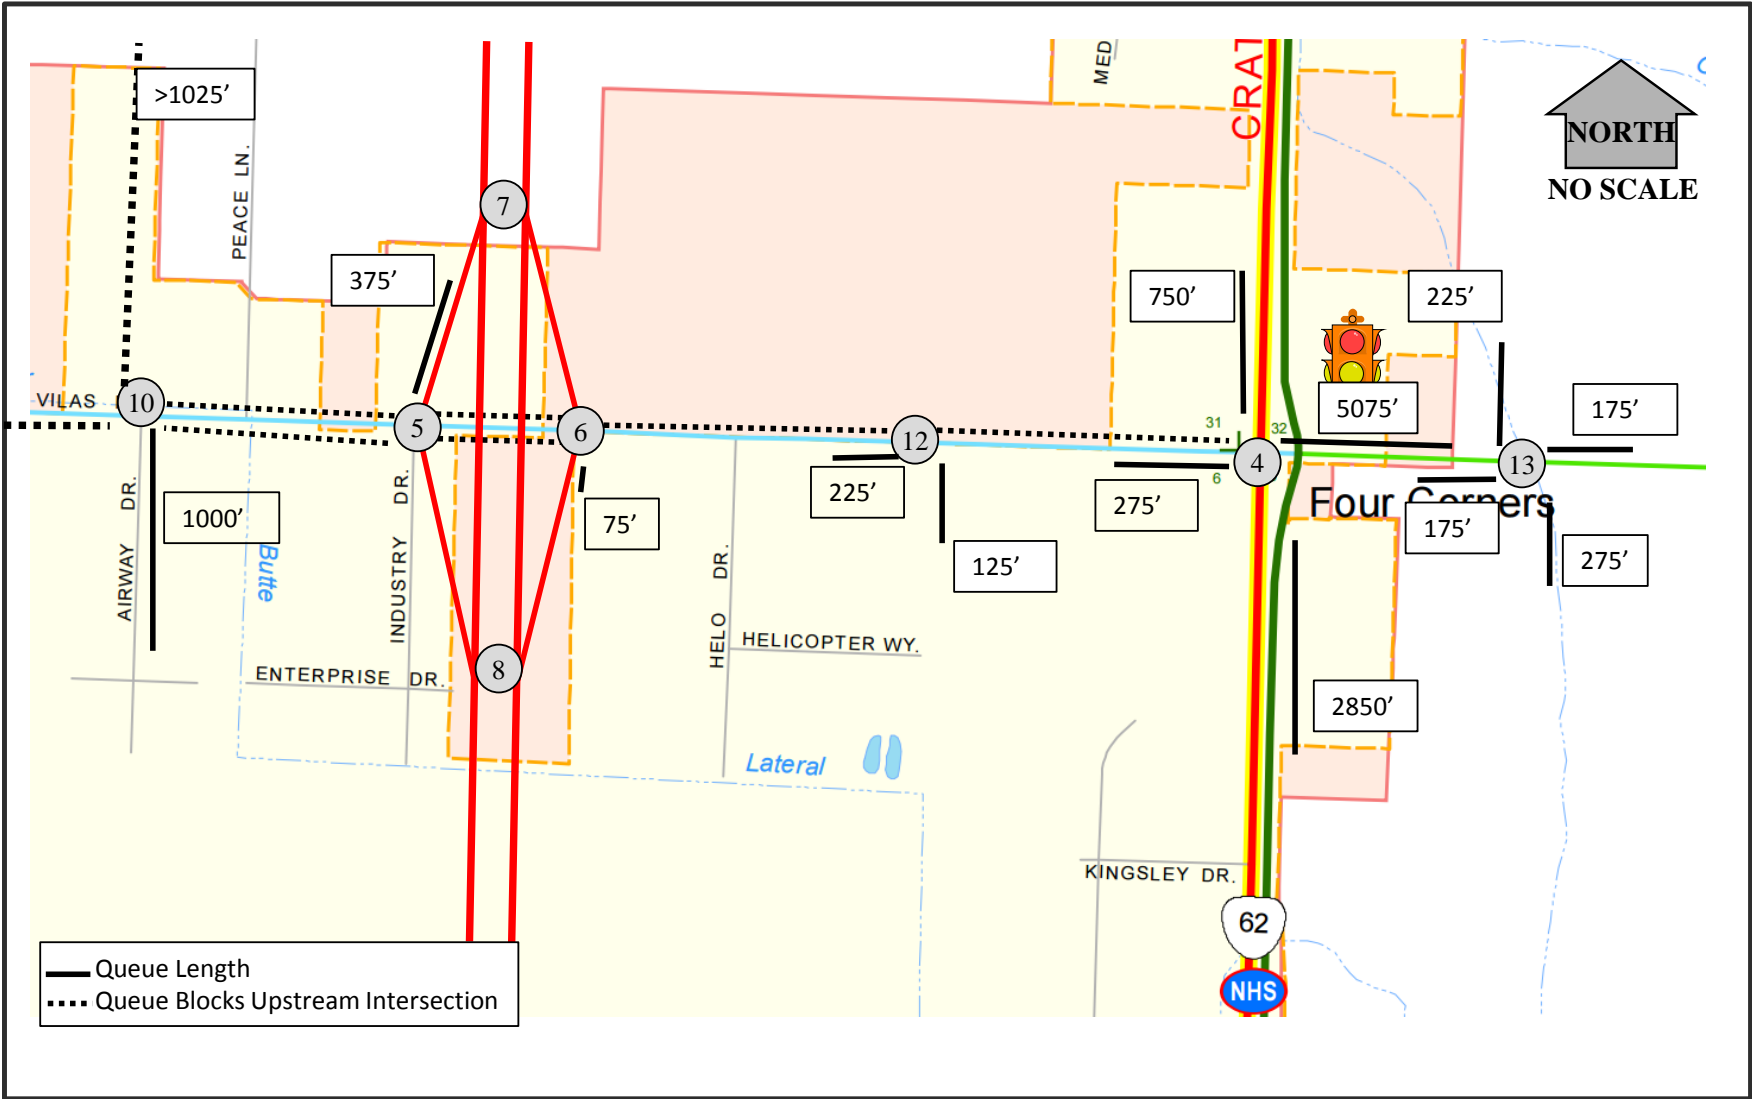 >1025’
PEACE LN.
MED
CRAT
NORTH
NO SCALE
7
375’
750’
225’
VILAS
10
5
6
12
31
32
5075’
175’
4
6
13
Four Corners
225’
275’
175’
275’
1000’
75’
125’
AIRWAY DR.
Butte
INDUSTRY DR.
HELO DR.
HELICOPTER WY.
8
ENTERPRISE DR.
2850’
Lateral
KINGSLEY DR.
62
NHS
Queue Length
Queue Blocks Upstream Intersection